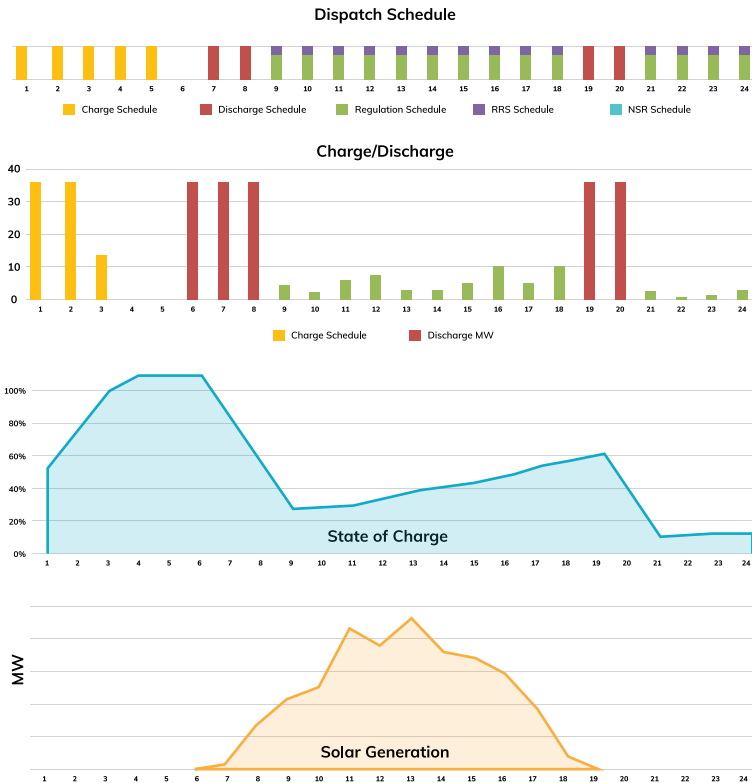 Dispatch Schedule
1 2 3 4 5 6 7 8 9 10 11 12 13 14 15 16 17 18 19 20 21 22 23 24
Charge Schedule Discharge Schedule Regulation Schedule RRS Schedule NSR Schedule
Charge/Discharge
40
30
20
10
0
1 2 3 4 5 6 7 8 9 10 11 12 13 14 15 16 17 18 19 20 21 22 23 24
Charge Schedule Discharge MW
100%
80%
60%
40%
20%
State of Charge
0%
1 2 3 4 5 6 7 8 9 10 11 12 13 14 15 16 17 18 19 20 21 22 23 24
MW
Solar Generation
1 2 3 4 5 6 7 8 9 10 11 12 13 14 15 16 17 18 19 20 21 22 23 24